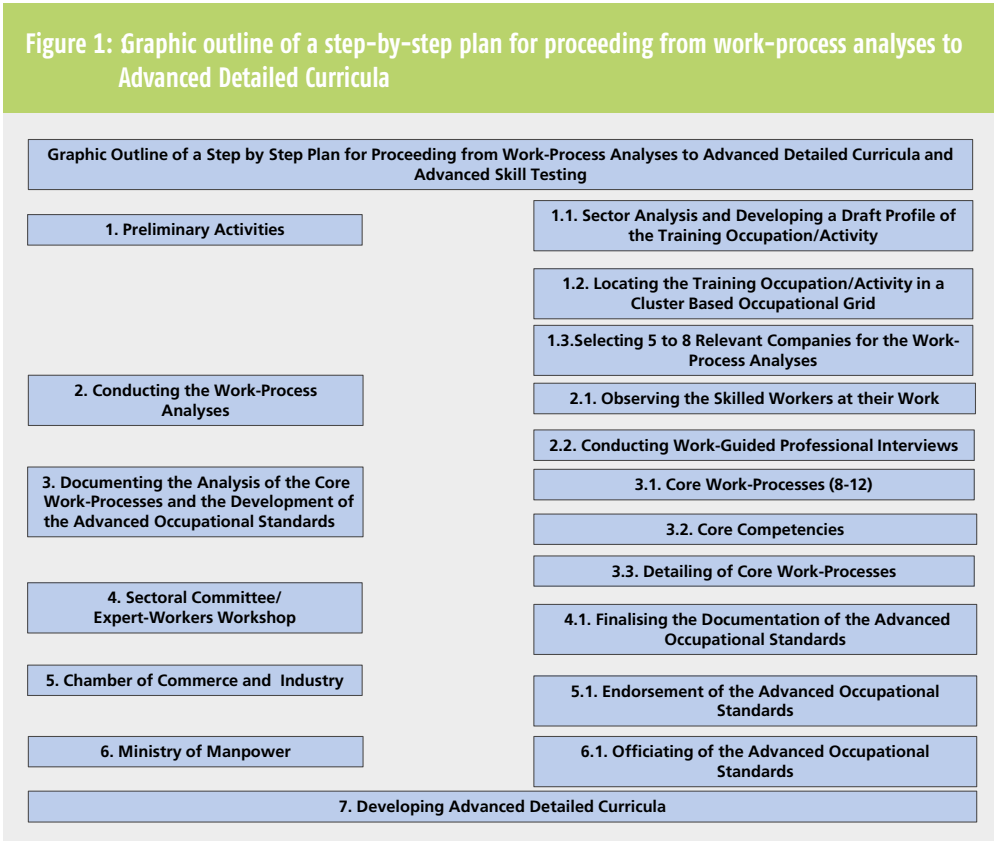 Figure 1: Graphic outline of a step-by-step plan for proceeding from work-process analyses to
Advanced Detailed Curricula
Graphic Outline of a Step by Step Plan for Proceeding from Work-Process Analyses to Advanced Detailed Curricula and
Advanced Skill Testing
1. Preliminary Activities
1.1. Sector Analysis and Developing a Draft Profile of
the Training Occupation/Activity
1.2. Locating the Training Occupation/Activity in a
Cluster Based Occupational Grid
1.3.Selecting 5 to 8 Relevant Companies for the Work-
Process Analyses
2. Conducting the Work-Process
Analyses
2.1. Observing the Skilled Workers at their Work
2.2. Conducting Work-Guided Professional Interviews
3. Documenting the Analysis of the Core
Work-Processes and the Development of
the Advanced Occupational Standards
3.1. Core Work-Processes (8-12)
3.2. Core Competencies
3.3. Detailing of Core Work-Processes
4. Sectoral Committee/
Expert-Workers Workshop
4.1. Finalising the Documentation of the Advanced
Occupational Standards
5. Chamber of Commerce and Industry
5.1. Endorsement of the Advanced Occupational
Standards
6. Ministry of Manpower
6.1. Officiating of the Advanced Occupational
Standards
7. Developing Advanced Detailed Curricula